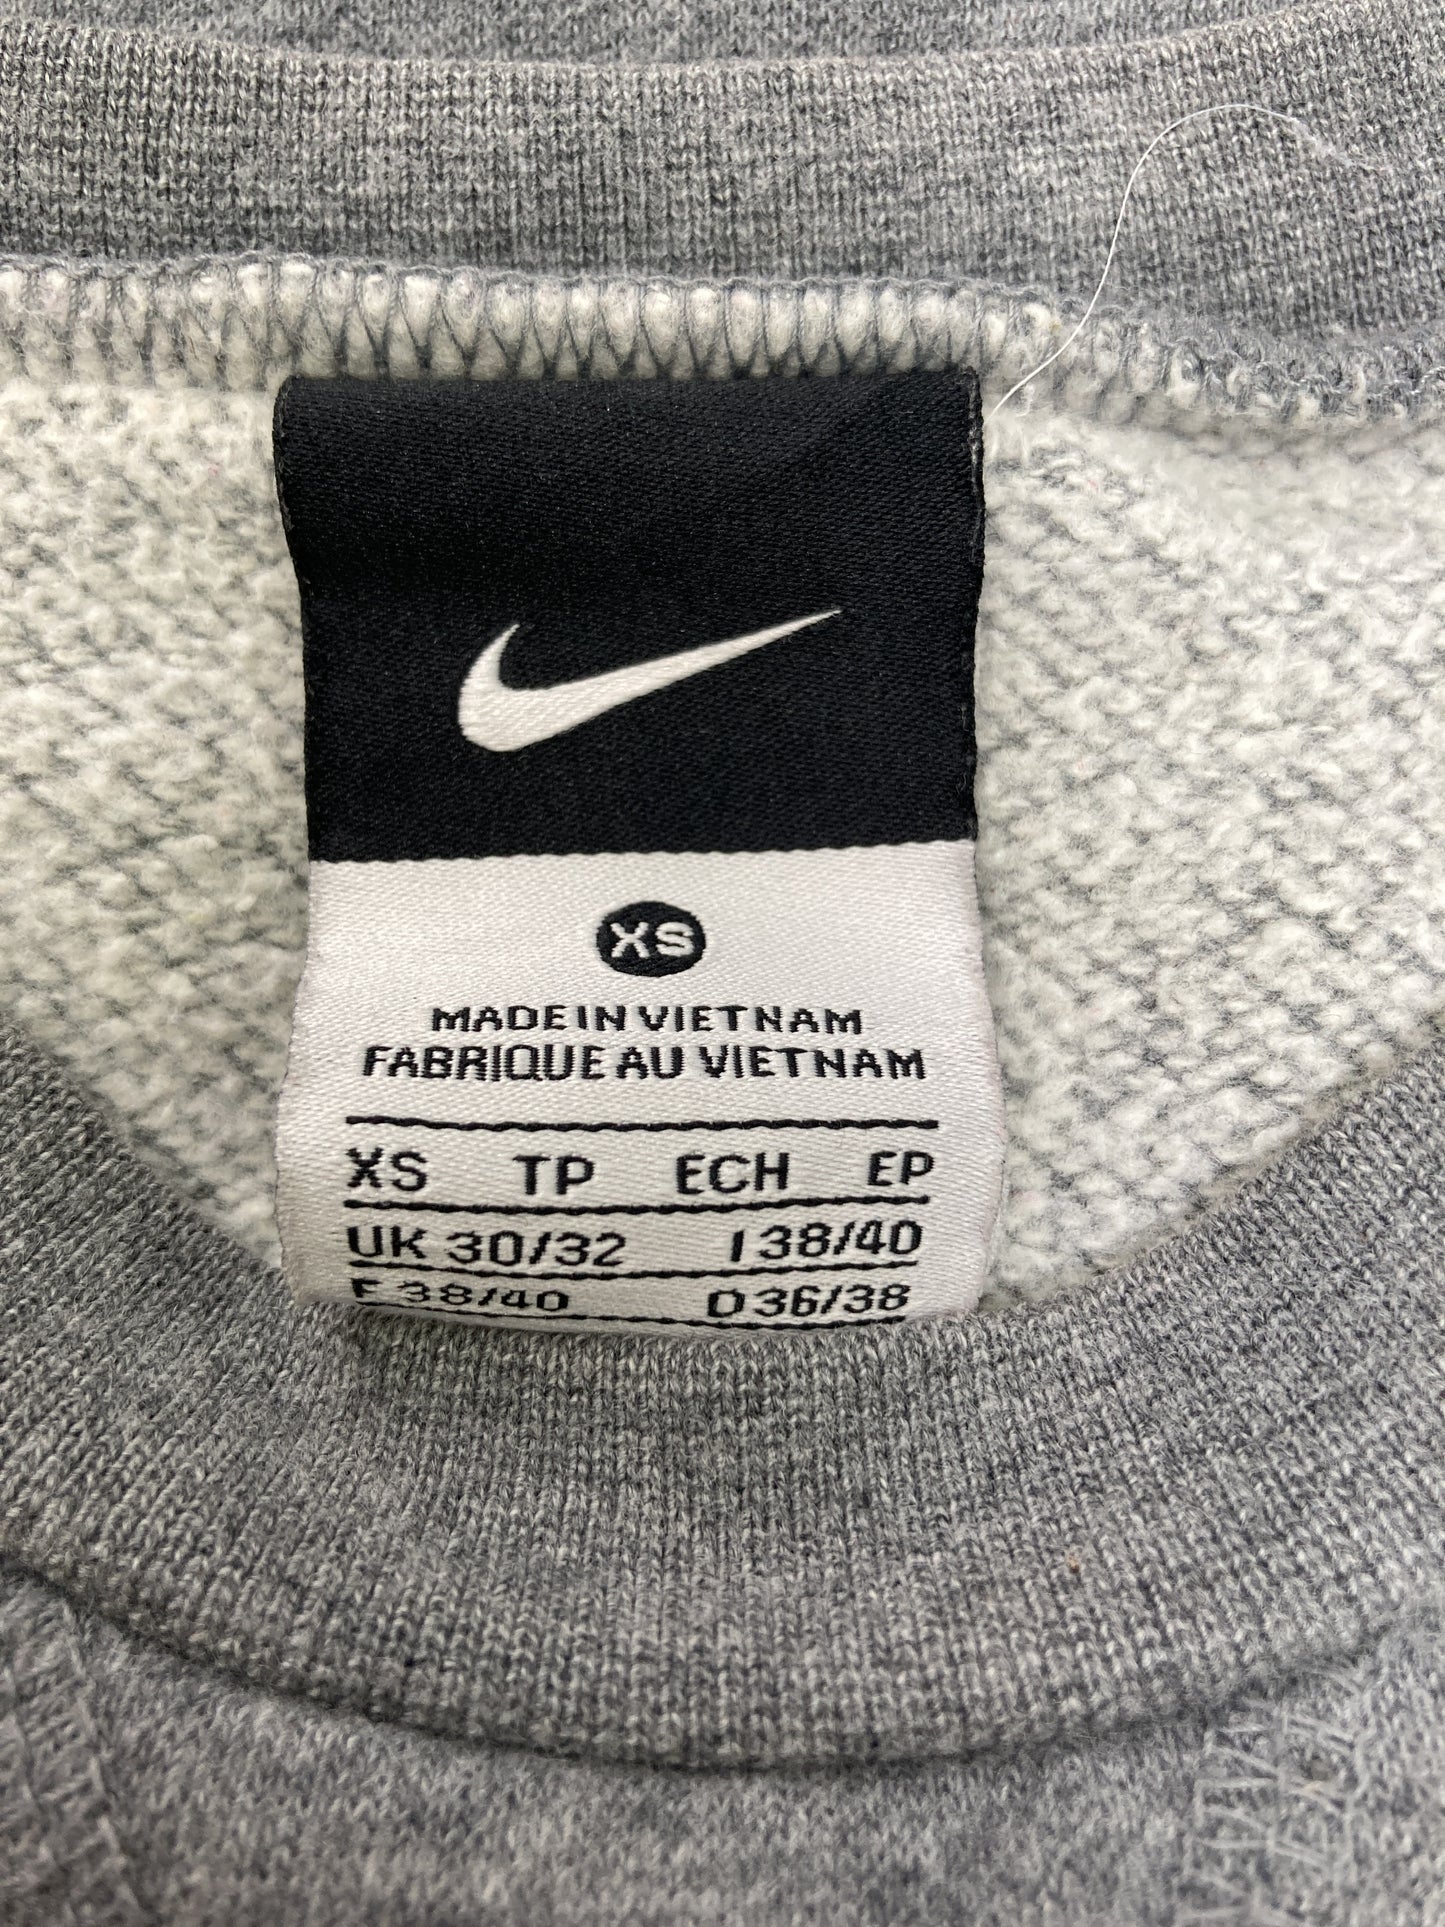 XS
MADE IN VIETNAM
FABRIQUE AU VIETNAM
XS TP ECH EP
UK 30/32 I 38/40
F 38/40 D 36/38